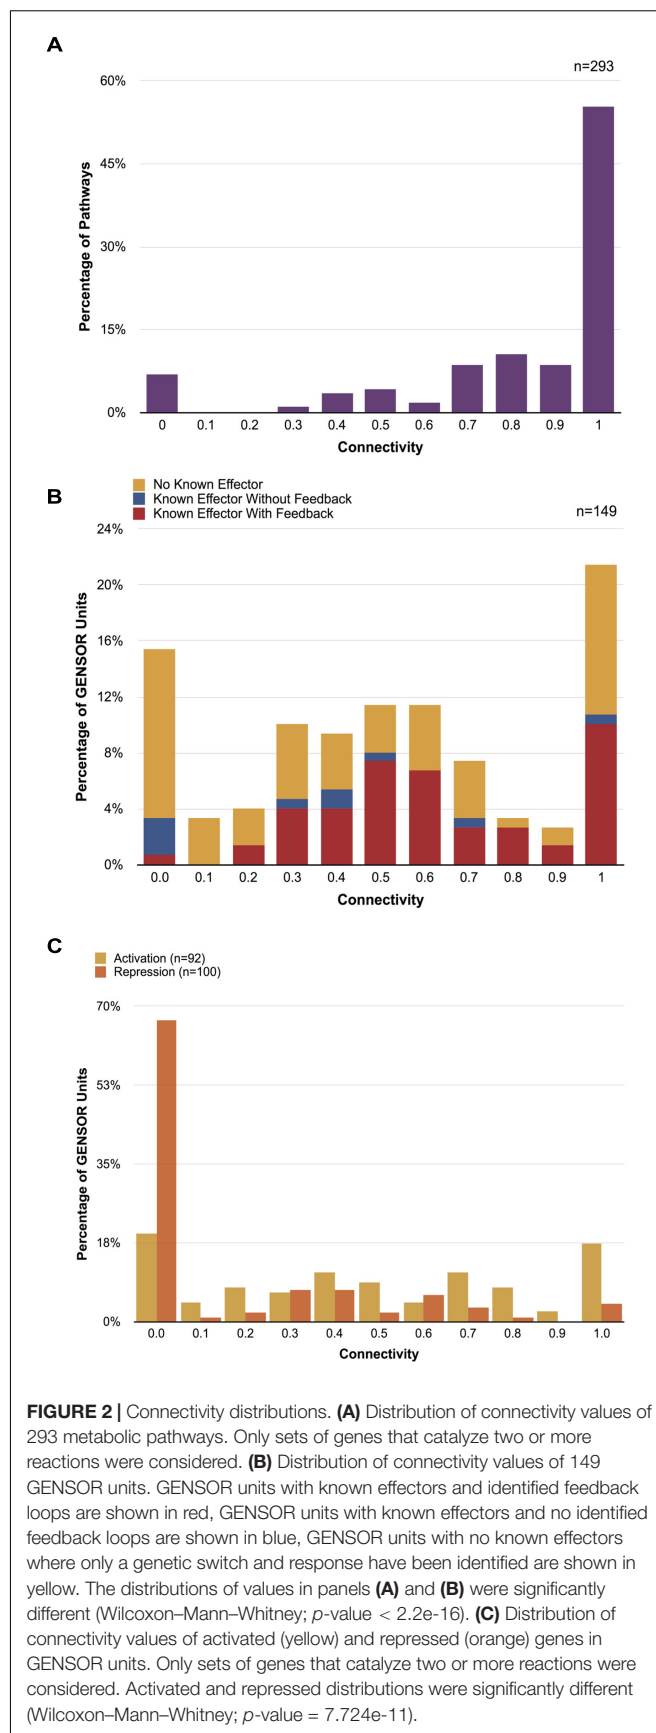 A
n=293
60%
45%
30%
15%
0%
Percentage of Pathways
0 0.1 0.2 0.3 0.4 0.5 0.6 0.7 0.8 0.9 1
Connectivity
B
No Known Effector
Known Effector Without Feedback
Known Effector With Feedback
n=149
24%
20%
16%
12%
8%
4%
0%
Percentage of GENSOR Units
0.0 0.1 0.2 0.3 0.4 0.5 0.6 0.7 0.8 0.9 1
Connectivity
C
Activation (n=92)
Repression (n=100)
70%
53%
35%
18%
0%
Percentage of GENSOR Units
0.0 0.1 0.2 0.3 0.4 0.5 0.6 0.7 0.8 0.9 1.0
Connectivity
FIGURE 2 | Connectivity distributions. (A) Distribution of connectivity values of
293 metabolic pathways. Only sets of genes that catalyze two or more
reactions were considered. (B) Distribution of connectivity values of 149
GENSOR units. GENSOR units with known effectors and identified feedback
loops are shown in red, GENSOR units with known effectors and no identified
feedback loops are shown in blue, GENSOR units with no known effectors
where only a genetic switch and response have been identified are shown in
yellow. The distributions of values in panels (A) and (B) were significantly
different (Wilcoxon–Mann–Whitney; p-value < 2.2e-16). (C) Distribution of
connectivity values of activated (yellow) and repressed (orange) genes in
GENSOR units. Only sets of genes that catalyze two or more reactions were
considered. Activated and repressed distributions were significantly different
(Wilcoxon–Mann–Whitney; p-value = 7.724e-11).